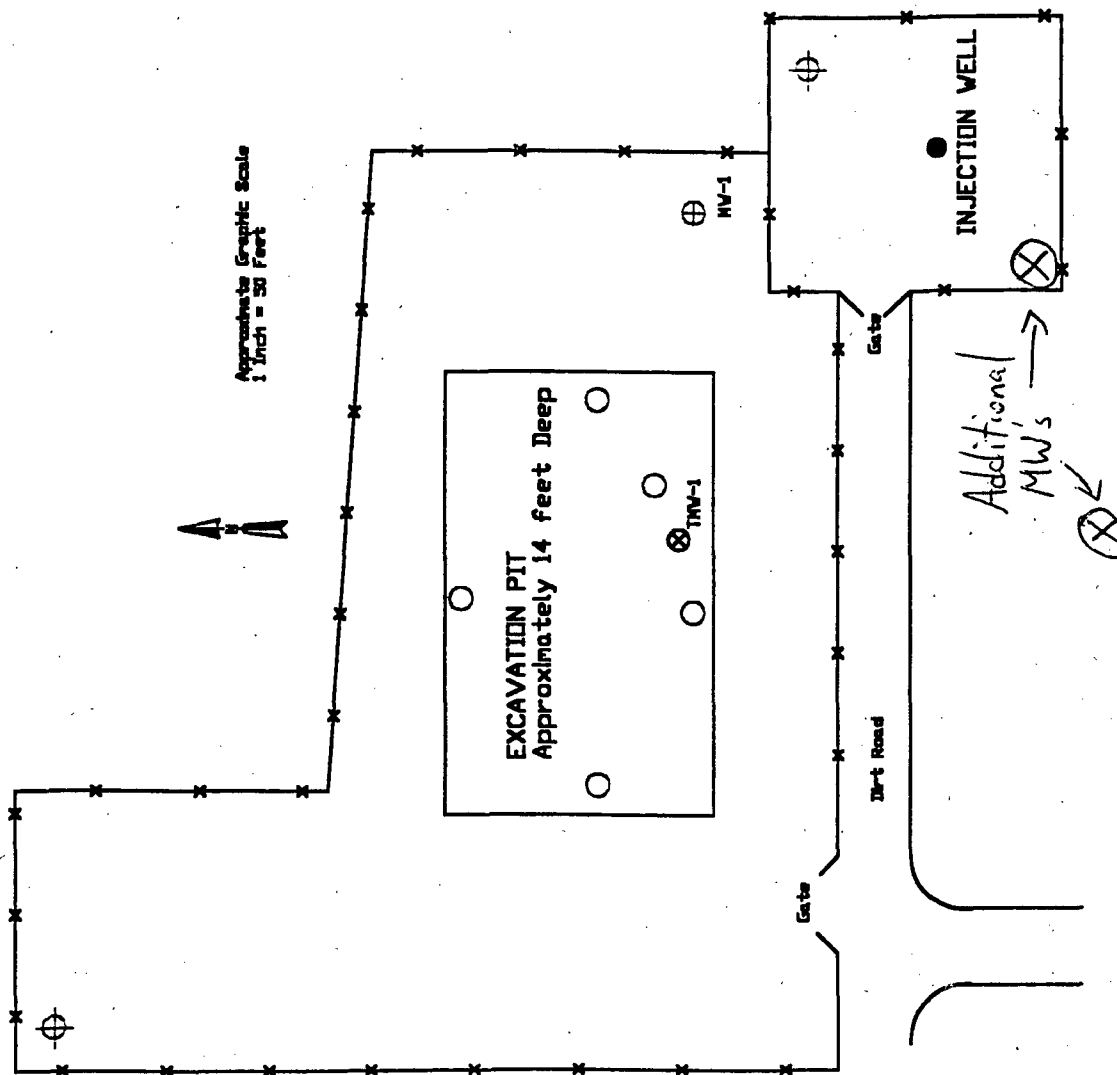 Approximate Graphic Scale
1 Inch = 50 Feet
N
EXCAVATION PIT
Approximately 14 feet Deep
TMW-1
MW-1
INJECTION WELL
Gate
Additional
MW's
Dirt Road
Gate